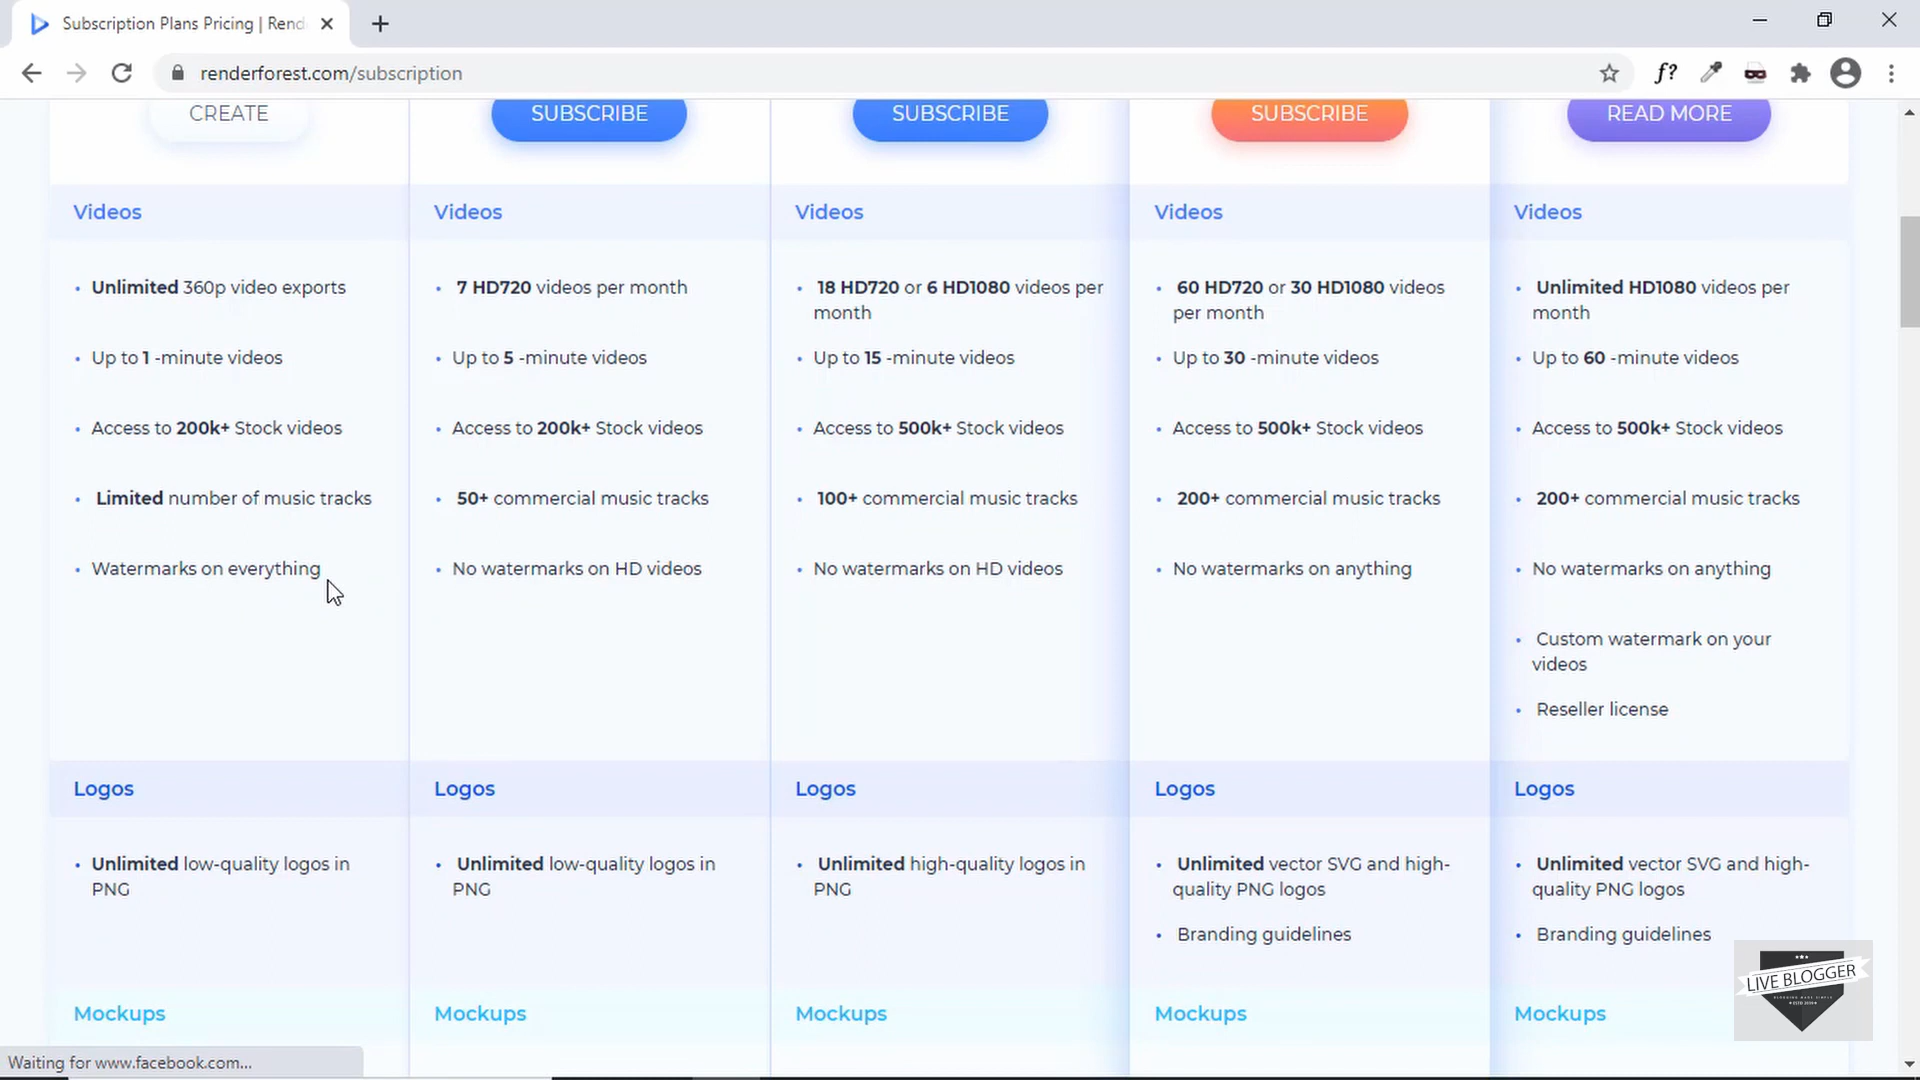 Subscription Plans Pricing | Rend
renderforest.com/subscription
f?
CREATE
SUBSCRIBE
SUBSCRIBE
SUBSCRIBE
READ MORE
Videos
Unlimited 360p video exports
Up to 1 -minute videos
Access to 200k+ Stock videos
Limited number of music tracks
Watermarks on everything
Videos
7 HD720 videos per month
Up to 5 -minute videos
Access to 200k+ Stock videos
50+ commercial music tracks
No watermarks on HD videos
Videos
18 HD720 or 6 HD1080 videos per
month
Up to 15 -minute videos
Access to 500k+ Stock videos
100+ commercial music tracks
No watermarks on HD videos
Videos
60 HD720 or 30 HD1080 videos
per month
Up to 30 -minute videos
Access to 500k+ Stock videos
200+ commercial music tracks
No watermarks on anything
Videos
Unlimited HD1080 videos per
month
Up to 60 -minute videos
Access to 500k+ Stock videos
200+ commercial music tracks
No watermarks on anything
Custom watermark on your
videos
Reseller license
Logos
Unlimited low-quality logos in
PNG
Logos
Unlimited low-quality logos in
PNG
Logos
Unlimited high-quality logos in
PNG
Logos
Unlimited vector SVG and high-
quality PNG logos
Branding guidelines
Logos
Unlimited vector SVG and high-
quality PNG logos
Branding guidelines
Mockups
Mockups
Mockups
Mockups
Mockups
LIVE BLOGGER
Waiting for www.facebook.com...